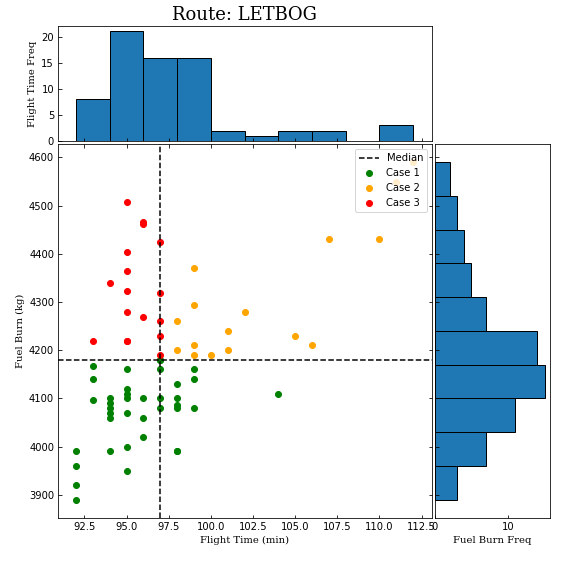 Route: LETBOG
Flight Time Freq
20
15
10
5
0
Median
Case 1
Case 2
Case 3
Fuel Burn (kg)
4600
4500
4400
4300
4200
4100
4000
3900
92.5 95.0 97.5 100.0 102.5 105.0 107.5 110.0 112.5
Flight Time (min)
0 10
Fuel Burn Freq